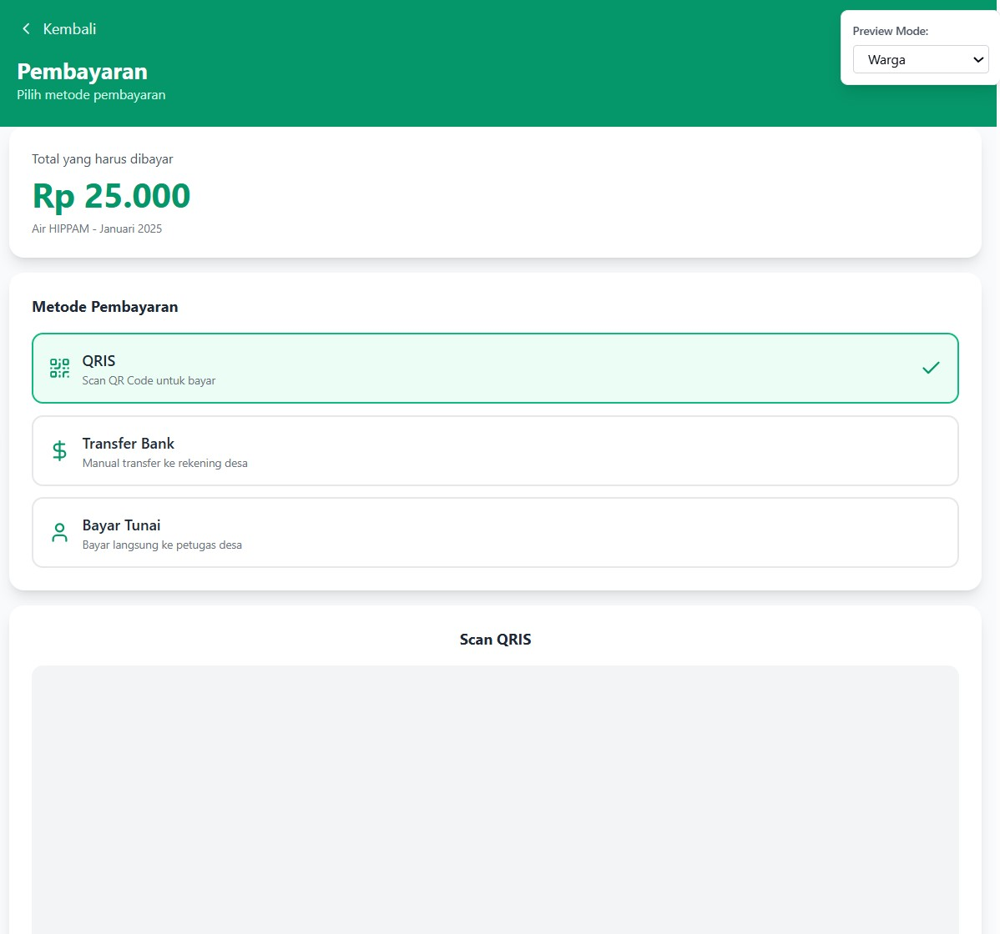 Kembali
Preview Mode:
Warga
Pembayaran
Pilih metode pembayaran
Total yang harus dibayar
Rp 25.000
Air HIPPAM - Januari 2025
Metode Pembayaran
QRIS
Scan QR Code untuk bayar
Transfer Bank
Manual transfer ke rekening desa
Bayar Tunai
Bayar langsung ke petugas desa
Scan QRIS